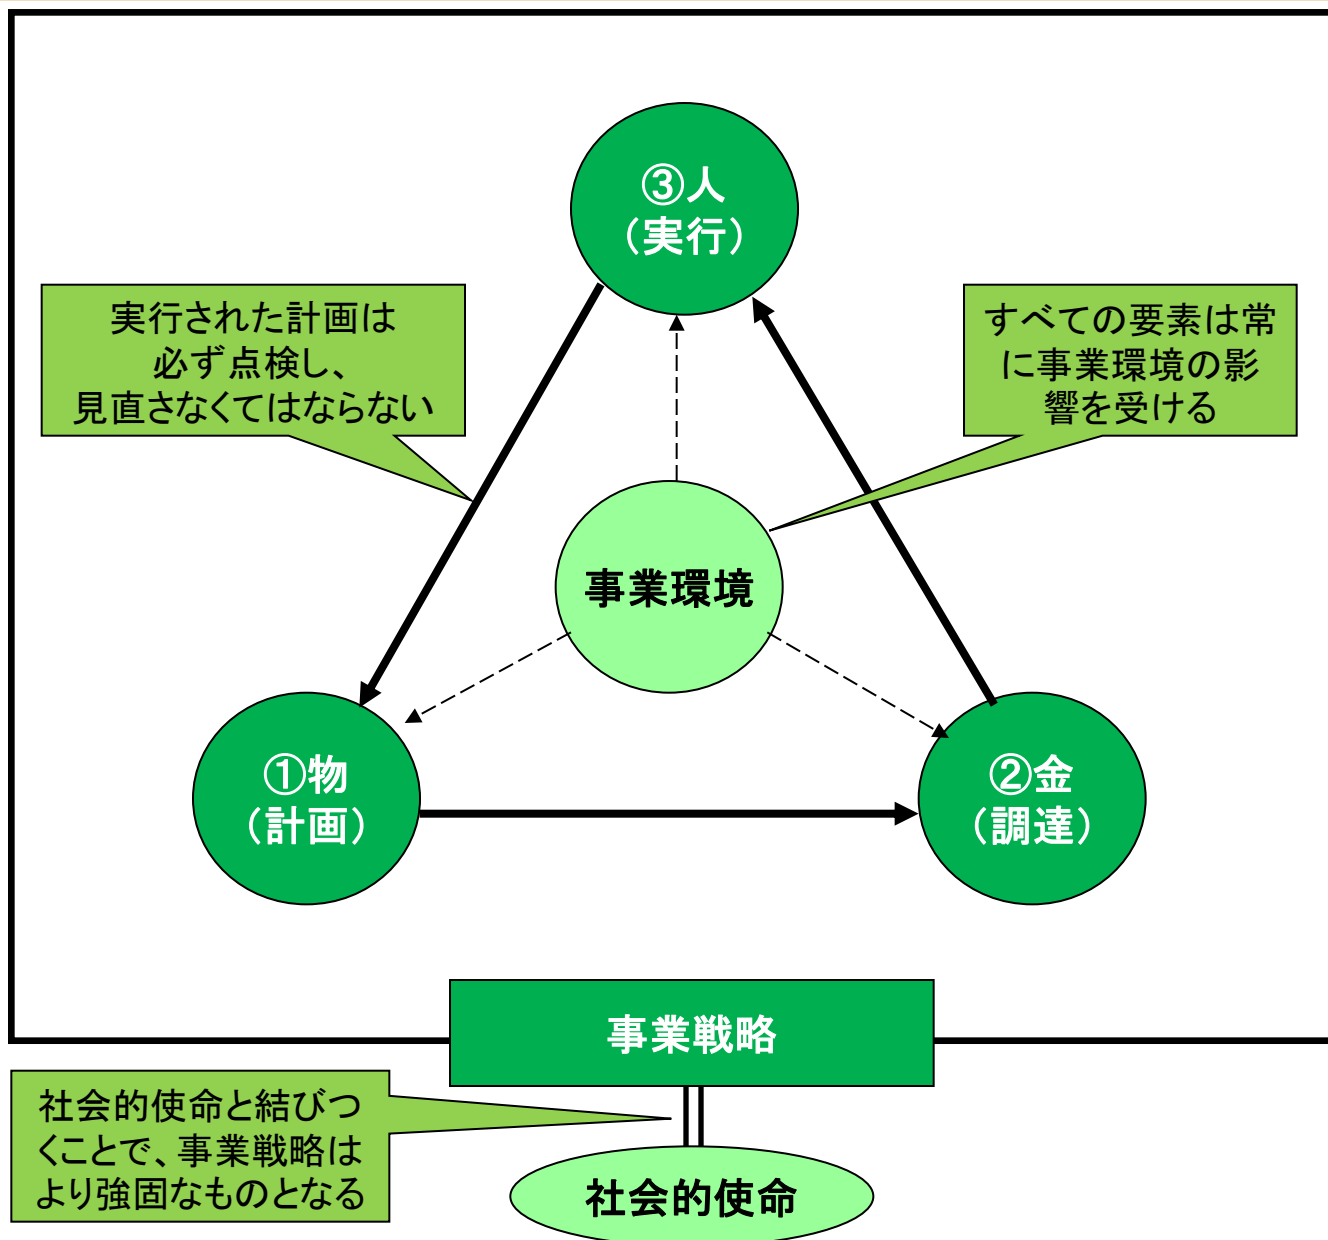 ③人
（実行）
実行された計画は
必ず点検し、
見直さなくてはならない
すべての要素は常
に事業環境の影
響を受ける
事業環境
①物
（計画）
②金
（調達）
事業戦略
社会的使命と結びつ
くことで、事業戦略は
より強固なものとなる
社会的使命